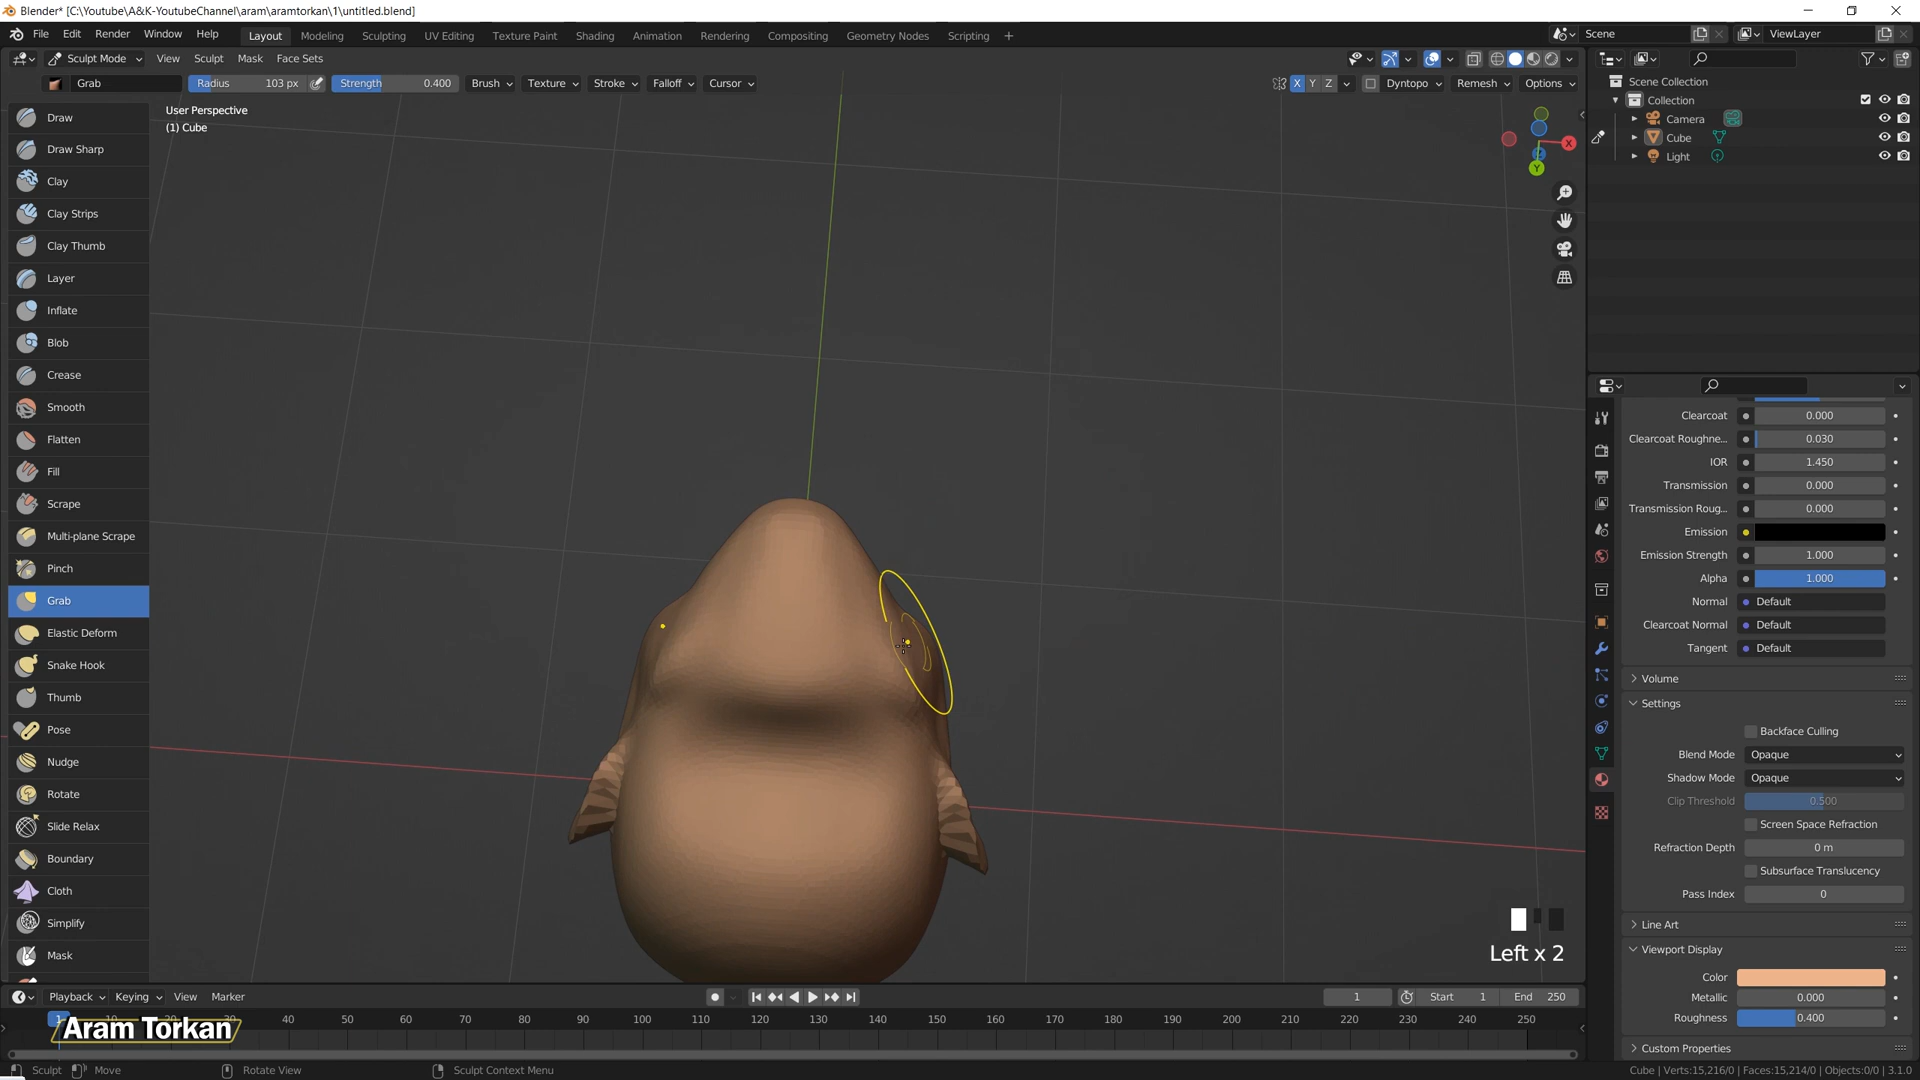 Blender* [C:\Youtube\A&K-YoutubeChannel\aram\aramtorkan\1\untitled.blend]
File Edit Render Window Help Layout Modeling Sculpting UV Editing Texture Paint Shading Animation Rendering Compositing Geometry Nodes Scripting + Scene ViewLayer
Sculpt Mode View Sculpt Mask Face Sets
Grab Radius 103 px Strength 0.400 Brush Texture Stroke Falloff Cursor X Y Z Dyntopo Remesh Options
User Perspective
(1) Cube
Draw
Draw Sharp
Clay
Clay Strips
Clay Thumb
Layer
Inflate
Blob
Crease
Smooth
Flatten
Fill
Scrape
Multi-plane Scrape
Pinch
Grab
Elastic Deform
Snake Hook
Thumb
Pose
Nudge
Rotate
Slide Relax
Boundary
Cloth
Simplify
Mask
X
Y
Left x 2
Scene Collection
Collection
Camera
Cube
Light
Clearcoat 0.000
Clearcoat Roughne... 0.030
IOR 1.450
Transmission 0.000
Transmission Roug... 0.000
Emission
Emission Strength 1.000
Alpha 1.000
Normal Default
Clearcoat Normal Default
Tangent Default
Volume
Settings
Backface Culling
Blend Mode Opaque
Shadow Mode Opaque
Clip Threshold 0.500
Screen Space Refraction
Refraction Depth 0 m
Subsurface Translucency
Pass Index 0
Line Art
Viewport Display
Color
Metallic 0.000
Roughness 0.400
Custom Properties
Playback Keying View Marker 1 Start 1 End 250
1 40 50 60 70 80 90 100 110 120 130 140 150 160 170 180 190 200 210 220 230 240 250
Aram Torkan
Sculpt Move Rotate View Sculpt Context Menu Cube | Verts:15,216/0 | Faces:15,214/0 | Objects:0/0 | 3.1.0